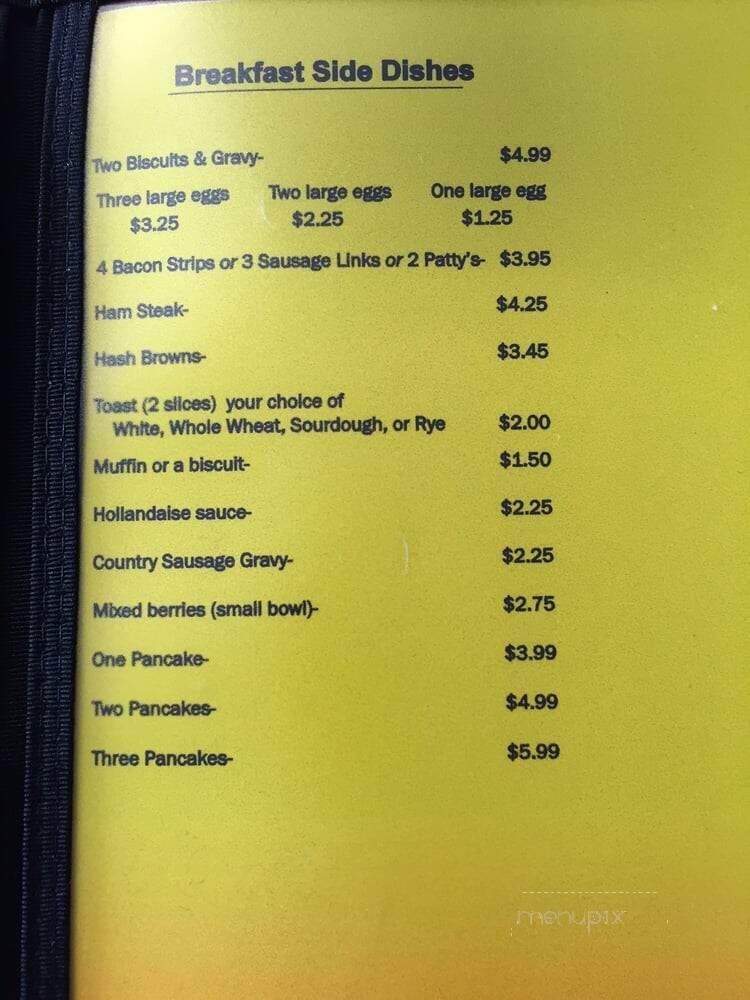 Breakfast Side Dishes
Two Biscuits & Gravy- $4.99
Three large eggs Two large eggs One large egg
$3.25 $2.25 $1.25
4 Bacon Strips or 3 Sausage Links or 2 Patty's- $3.95
Ham Steak- $4.25
Hash Browns- $3.45
Toast (2 slices) your choice of
White, Whole Wheat, Sourdough, or Rye $2.00
Muffin or a biscuit- $1.50
Hollandaise sauce- $2.25
Country Sausage Gravy- $2.25
Mixed berries (small bowl)- $2.75
One Pancake- $3.99
Two Pancakes- $4.99
Three Pancakes- $5.99
menupix